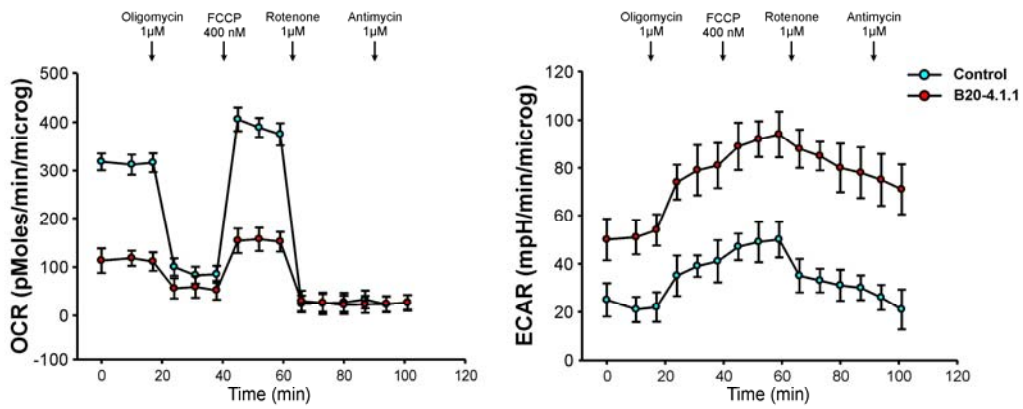 Oligomycin
1µM
FCCP
400 nM
Rotenone
1µM
Antimycin
1µM
OCR (pMoles/min/microg)
500
400
300
200
100
0
-100
0
20
40
60
80
100
120
Time (min)
Oligomycin
1µM
FCCP
400 nM
Rotenone
1µM
Antimycin
1µM
ECAR (mpH/min/microg)
120
100
80
60
40
20
0
0
20
40
60
80
100
120
Time (min)
Control
B20-4.1.1